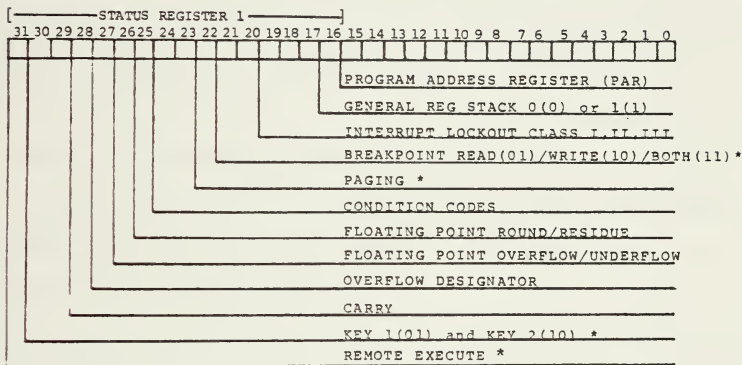 [ STATUS REGISTER 1 ]
31 30 29 28 27 26 25 24 23 22 21 20 19 18 17 16 15 14 13 12 11 10 9 8 7 6 5 4 3 2 1 0
PROGRAM ADDRESS REGISTER (PAR)
GENERAL REG STACK 0(0) or 1(1)
INTERRUPT LOCKOUT CLASS I,II,III
BREAKPOINT READ(01)/WRITE(10)/BOTH(11) *
PAGING *
CONDITION CODES
FLOATING POINT ROUND/RESIDUE
FLOATING POINT OVERFLOW/UNDERFLOW
OVERFLOW DESIGNATOR
CARRY
KEY 1(01) and KEY 2(10) *
REMOTE EXECUTE *